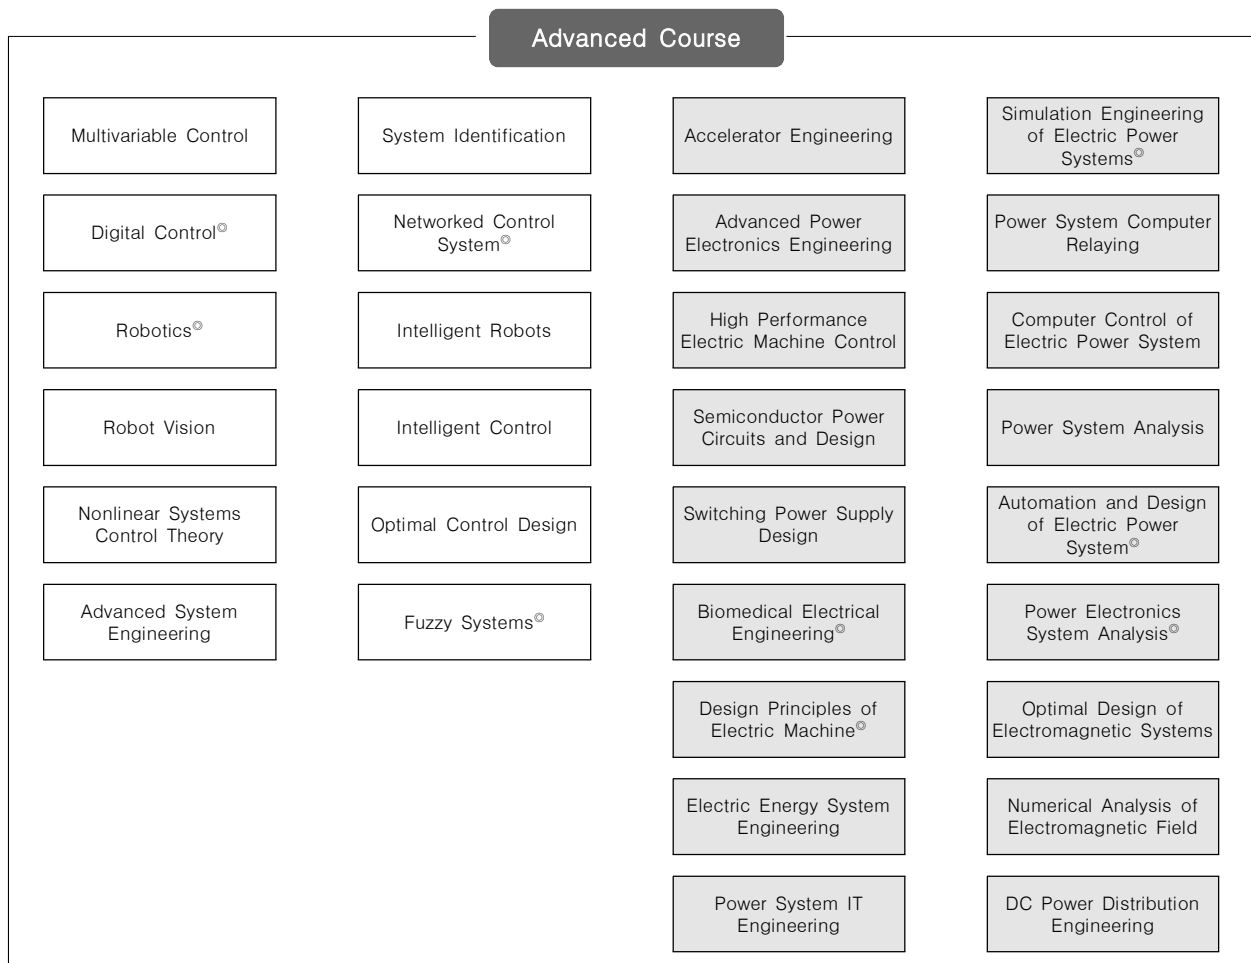 Advanced Course
Multivariable Control
Digital Control◎
Robotics◎
Robot Vision
Nonlinear Systems
Control Theory
Advanced System
Engineering
System Identification
Networked Control
System◎
Intelligent Robots
Intelligent Control
Optimal Control Design
Fuzzy Systems◎
Accelerator Engineering
Advanced Power
Electronics Engineering
High Performance
Electric Machine Control
Semiconductor Power
Circuits and Design
Switching Power Supply
Design
Biomedical Electrical
Engineering◎
Design Principles of
Electric Machine◎
Electric Energy System
Engineering
Power System IT
Engineering
Simulation Engineering
of Electric Power
Systems◎
Power System Computer
Relaying
Computer Control of
Electric Power System
Power System Analysis
Automation and Design
of Electric Power
System◎
Power Electronics
System Analysis◎
Optimal Design of
Electromagnetic Systems
Numerical Analysis of
Electromagnetic Field
DC Power Distribution
Engineering